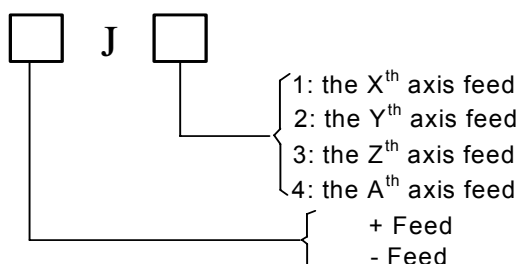 J
1: the Xth axis feed
2: the Yth axis feed
3: the Zth axis feed
4: the Ath axis feed
+ Feed
- Feed